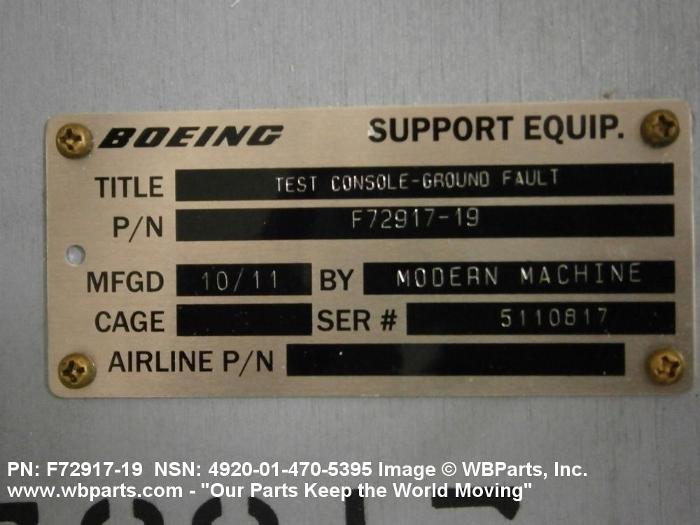 BOEING SUPPORT EQUIP.
TITLE TEST CONSOLE-GROUND FAULT
P/N F72917-19
MFGD 10/11 BY MODERN MACHINE
CAGE SER # 5110817
AIRLINE P/N
PN: F72917-19 NSN: 4920-01-470-5395 Image © WBParts, Inc.
www.wbparts.com - "Our Parts Keep the World Moving"